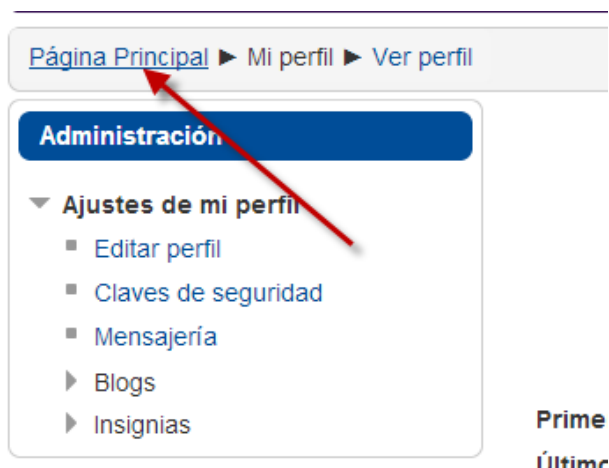 Página Principal ► Mi perfil ► Ver perfil
Administración
Ajustes de mi perfil
Editar perfil
Claves de seguridad
Mensajería
Blogs
Insignias
Prime
Último